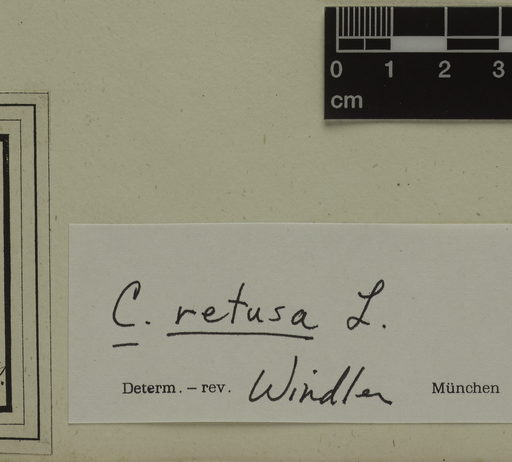 0 1 2 3
cm
C. retusa L.
Determ. – rev. Windler München